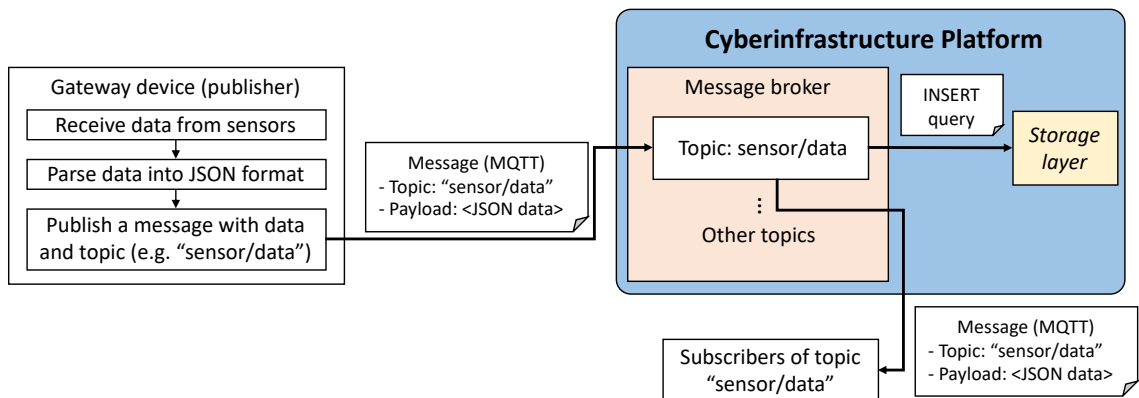 Cyberinfrastructure Platform
Gateway device (publisher)
Receive data from sensors
Parse data into JSON format
Publish a message with data
and topic (e.g. “sensor/data”)
Message (MQTT)
- Topic: “sensor/data”
- Payload: <JSON data>
Message broker
Topic: sensor/data
⋮
Other topics
INSERT
query
Storage
layer
Subscribers of topic
“sensor/data”
Message (MQTT)
- Topic: “sensor/data”
- Payload: <JSON data>